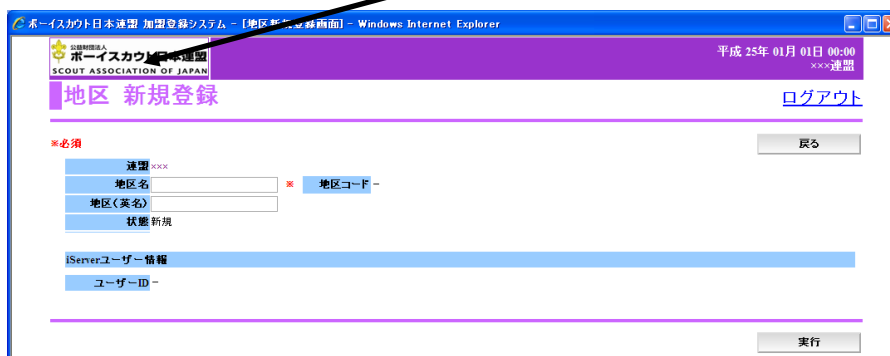 ボーイスカウト日本連盟 加盟登録システム - [地区新規登録画面] - Windows Internet Explorer
公益財団法人
ボーイスカウト日本連盟
SCOUT ASSOCIATION OF JAPAN
平成 25年 01月 01日 00:00
×××連盟
地区 新規登録
ログアウト
※必須
戻る
連盟 ×××
地区名 ※ 地区コード -
地区(英名)
状態 新規
iServerユーザー情報
ユーザーID -
実行